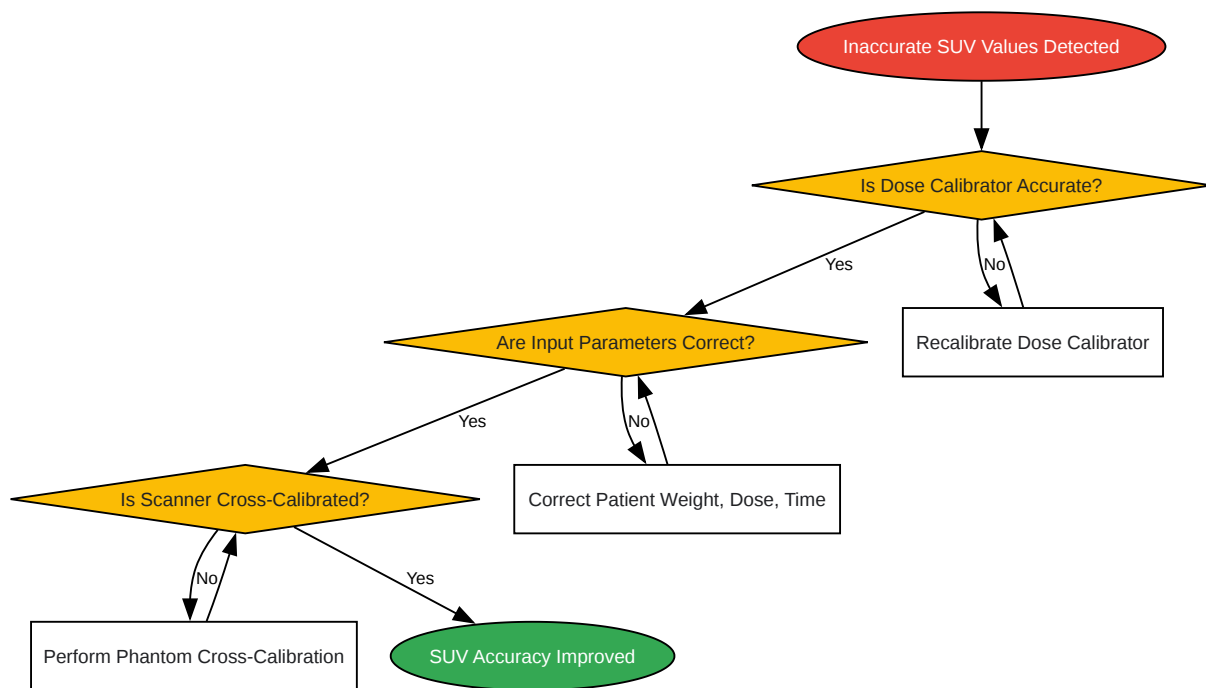 Inaccurate SUV Values Detected
Is Dose Calibrator Accurate?
Yes
No
Are Input Parameters Correct?
Recalibrate Dose Calibrator
Yes
No
Is Scanner Cross-Calibrated?
Correct Patient Weight, Dose, Time
No
Yes
Perform Phantom Cross-Calibration
SUV Accuracy Improved